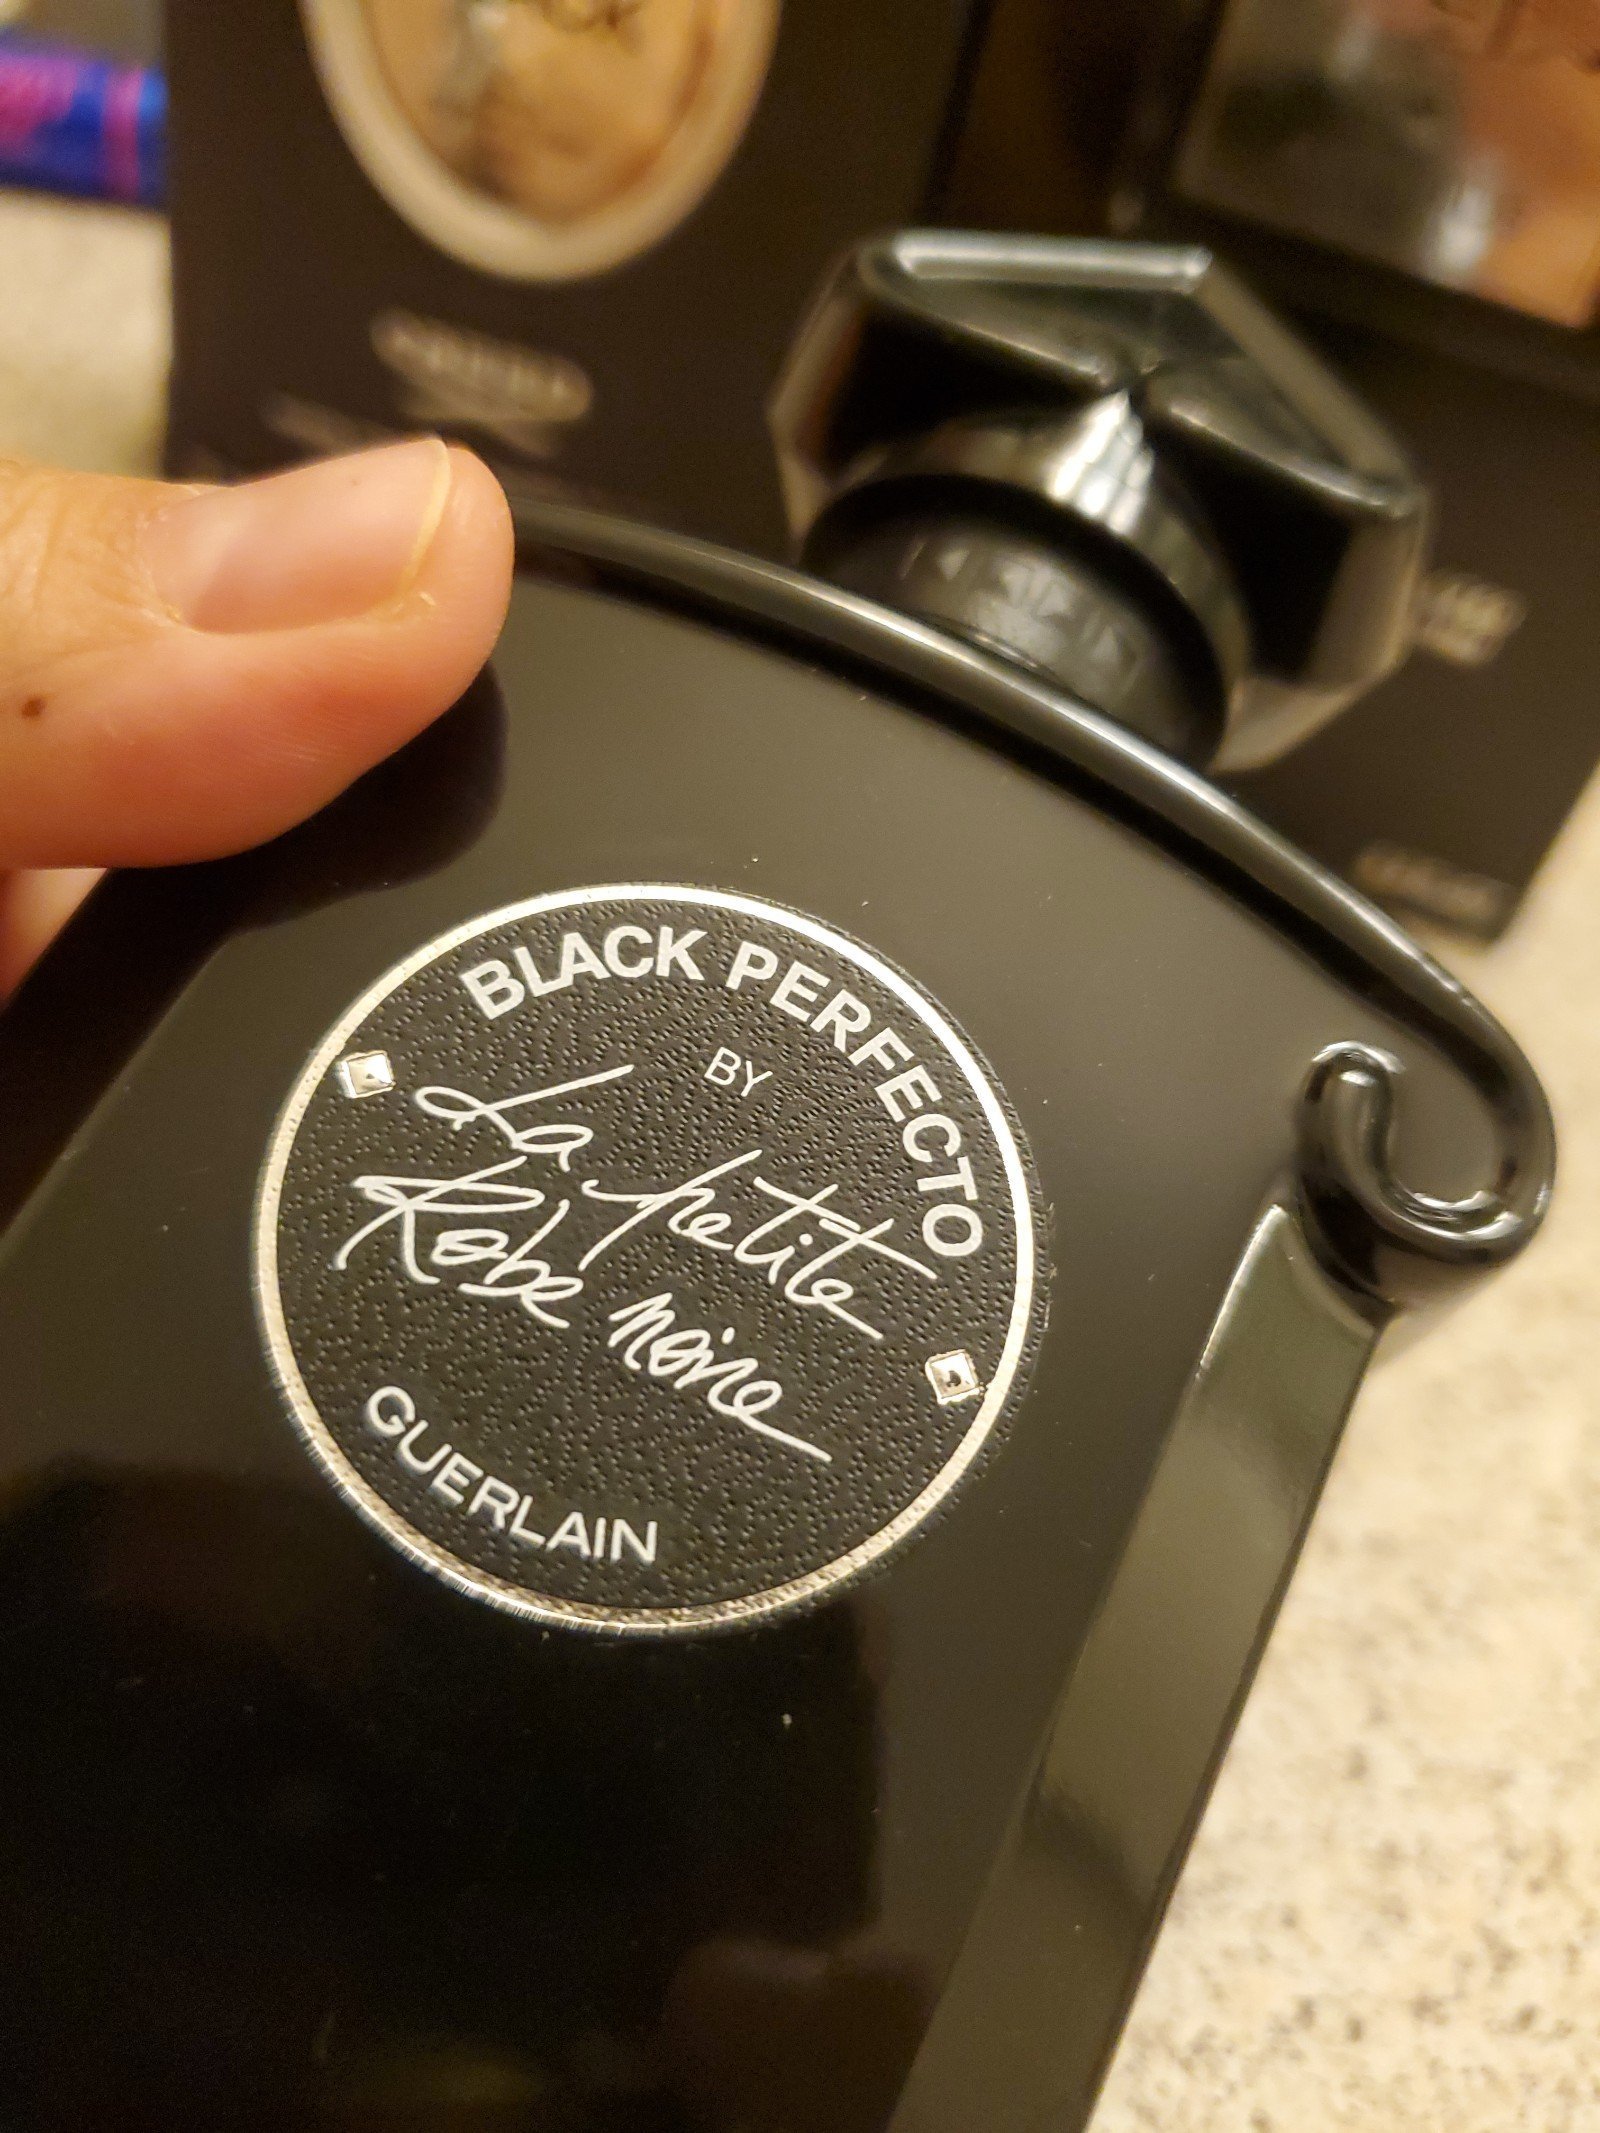 BLACK PERFECTO
BY
La petite
Robe noire
GUERLAIN